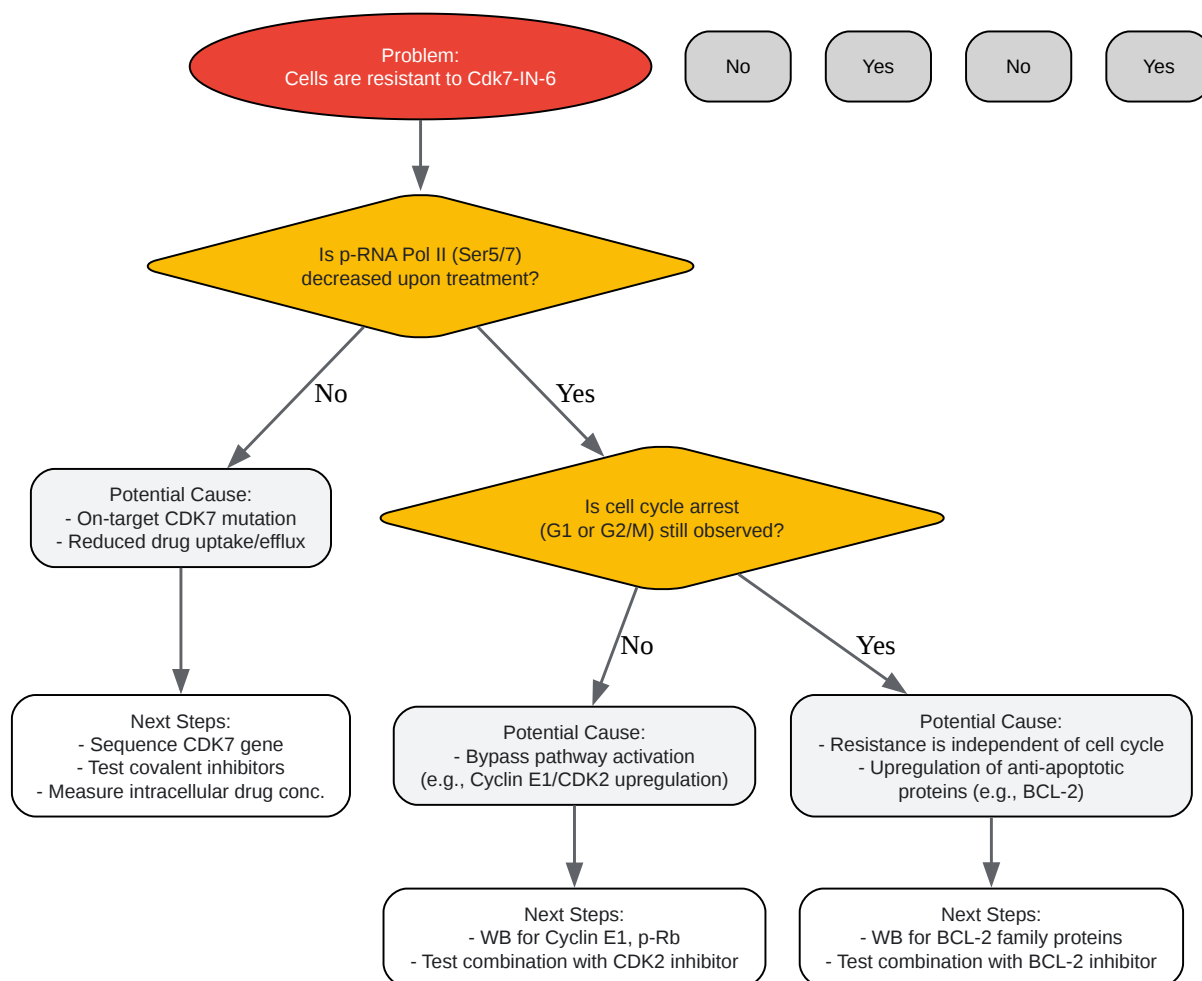 Problem:
Cells are resistant to Cdk7-IN-6
No
Yes
No
Yes
Is p-RNA Pol II (Ser5/7)
decreased upon treatment?
No
Yes
Potential Cause:
- On-target CDK7 mutation
- Reduced drug uptake/efflux
Is cell cycle arrest
(G1 or G2/M) still observed?
No
Yes
Next Steps:
- Sequence CDK7 gene
- Test covalent inhibitors
- Measure intracellular drug conc.
Potential Cause:
- Bypass pathway activation
(e.g., Cyclin E1/CDK2 upregulation)
Potential Cause:
- Resistance is independent of cell cycle
- Upregulation of anti-apoptotic
proteins (e.g., BCL-2)
Next Steps:
- WB for Cyclin E1, p-Rb
- Test combination with CDK2 inhibitor
Next Steps:
- WB for BCL-2 family proteins
- Test combination with BCL-2 inhibitor